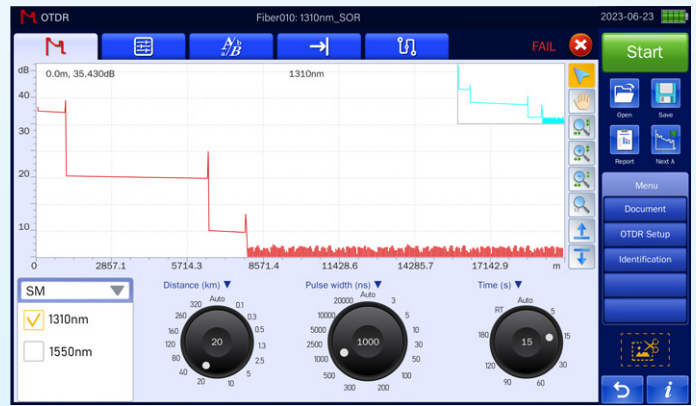 OTDR
Fiber010: 1310nm_SOR
2023-06-23
A/B
FAIL
Start
dB
0.0m, 35.430dB
1310nm
40
30
20
10
0
2857.1
5714.3
8571.4
11428.6
14285.7
17142.9
m
Open
Save
Report
Next λ
Menu
Document
OTDR Setup
Identification
SM
1310nm
1550nm
Distance (km) ▼
Auto
0.1
0.3
0.5
1.3
2.5
5
10
20
40
80
120
160
260
320
20
Pulse width (ns) ▼
Auto
3
5
10
30
50
100
200
300
500
1000
2500
5000
10000
20000
1000
Time (s) ▼
Auto
5
15
30
60
90
120
180
RT
15
i